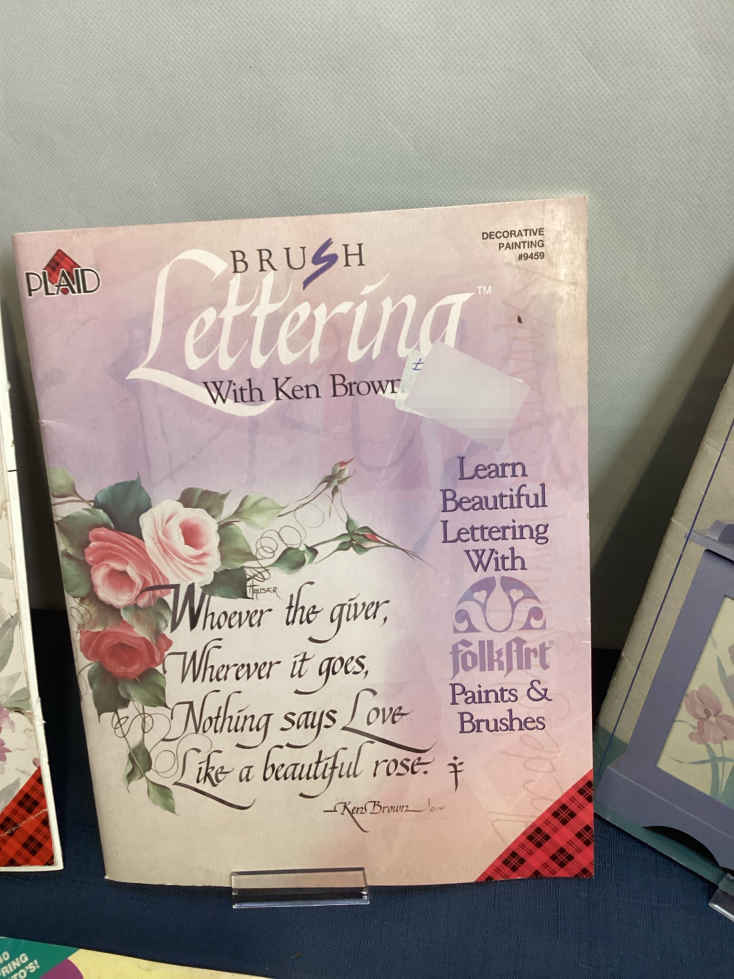 PLAID
DECORATIVE
PAINTING
#9459
BRUSH
Lettering™
With Ken Brown
Learn
Beautiful
Lettering
With
FolkArt®
Paints &
Brushes
Whoever the giver,
Wherever it goes,
Nothing says Love
Like a beautiful rose.
Ken Brown